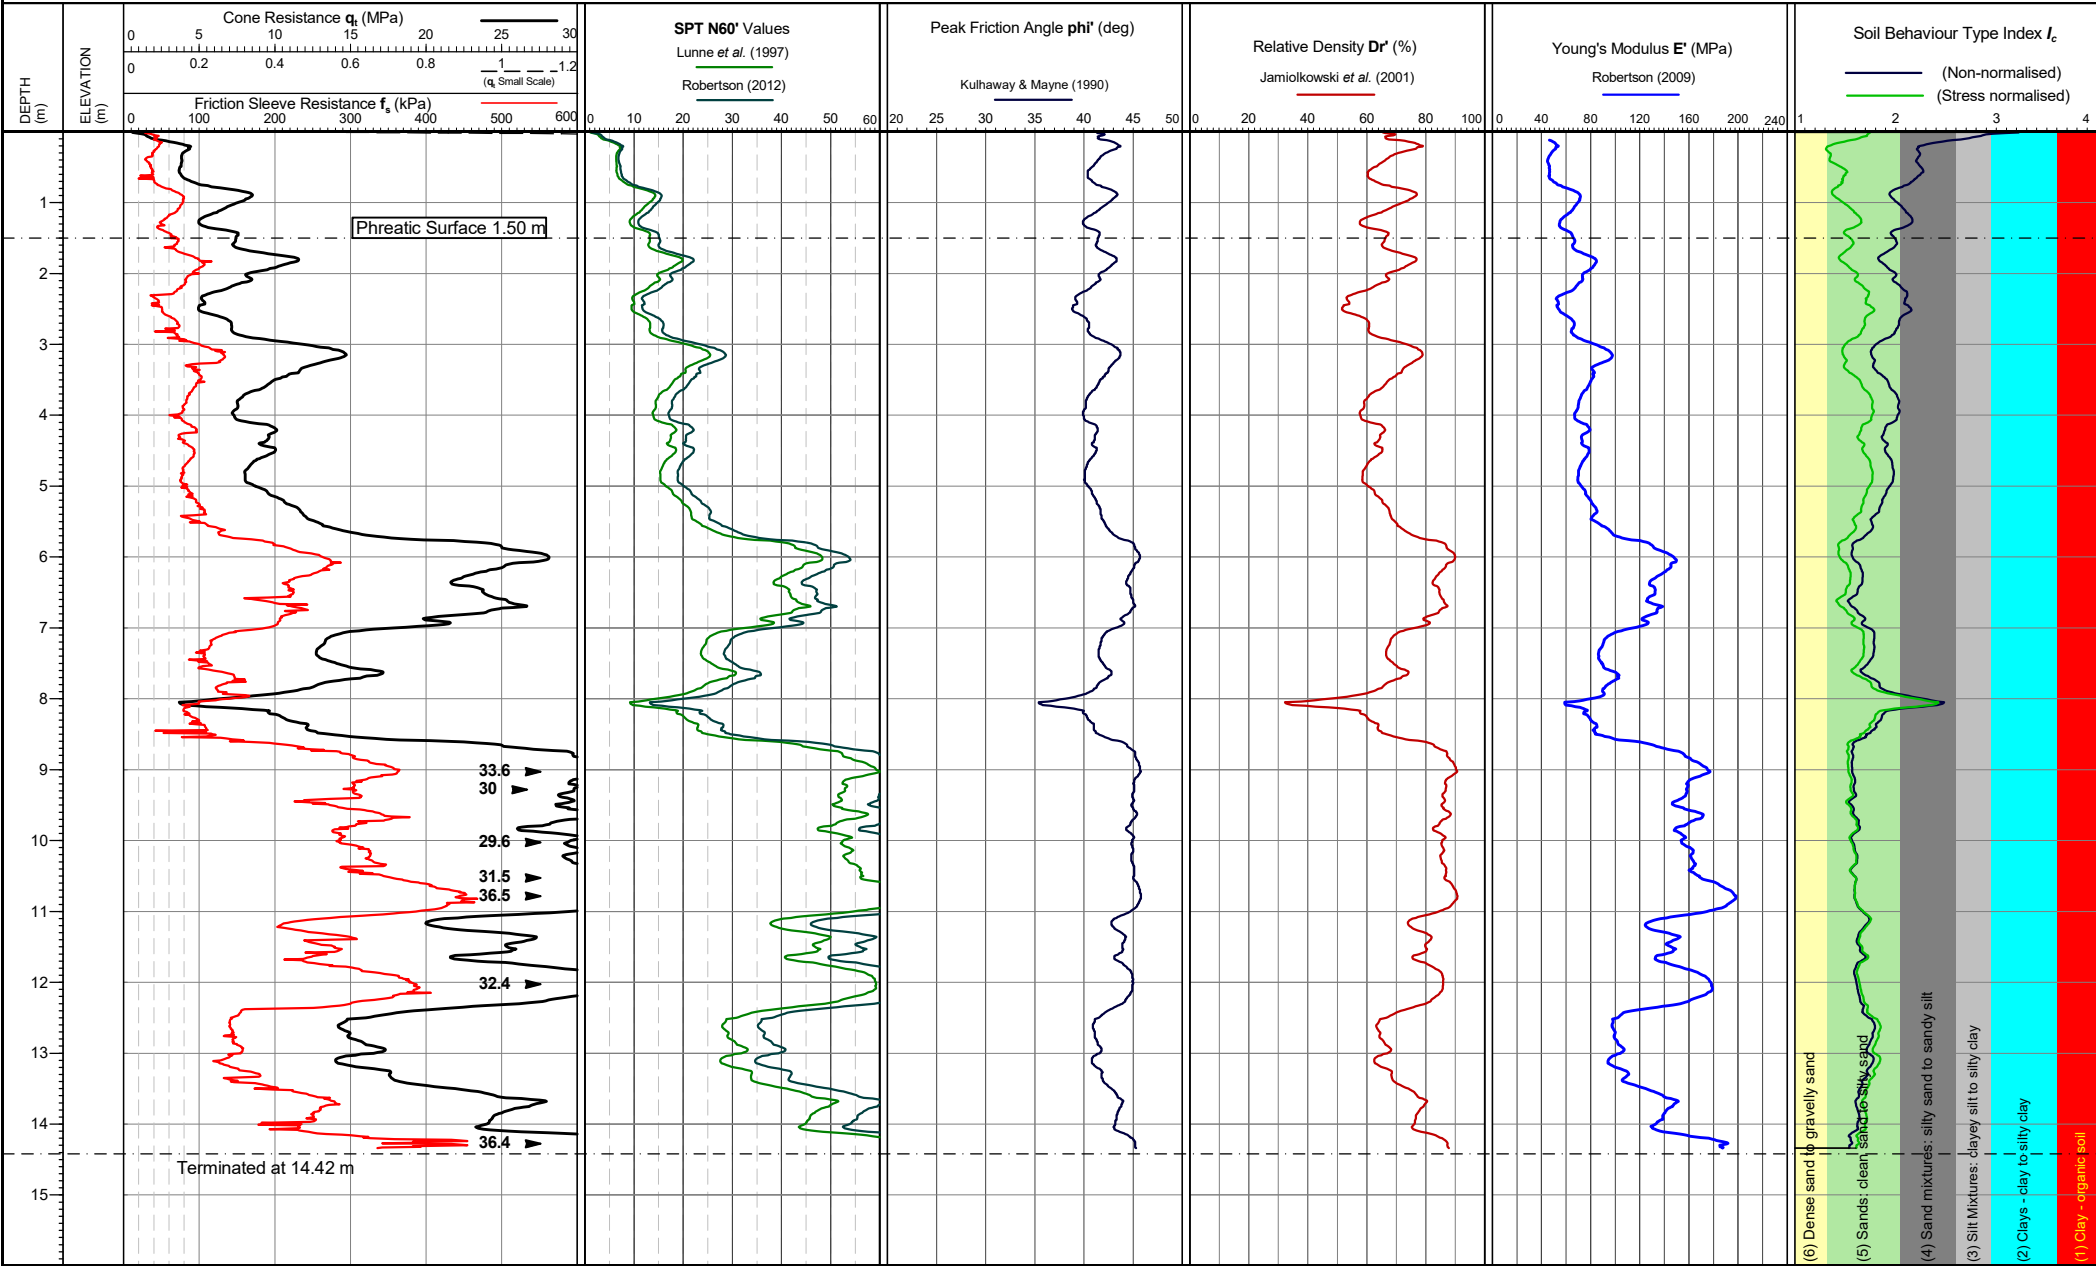 DEPTH
(m)
ELEVATION
(m)
Cone Resistance qt (MPa)
0 5 10 15 20 25 30
0 0.2 0.4 0.6 0.8 1 1.2
(qt Small Scale)
Friction Sleeve Resistance fs (kPa)
0 100 200 300 400 500 600
SPT N60' Values
Lunne et al. (1997)
Robertson (2012)
0 10 20 30 40 50 60
Peak Friction Angle phi' (deg)
Kulhaway & Mayne (1990)
20 25 30 35 40 45 50
Relative Density Dr' (%)
Jamiolkowski et al. (2001)
0 20 40 60 80 100
Young's Modulus E' (MPa)
Robertson (2009)
0 40 80 120 160 200 240
Soil Behaviour Type Index Ic
(Non-normalised)
(Stress normalised)
1 2 3 4
1
Phreatic Surface 1.50 m
2
3
4
5
6
7
8
9
33.6
30
10
29.6
31.5
36.5
11
12
32.4
13
14
36.4
Terminated at 14.42 m
15
(6) Dense sand to gravelly sand
(5) Sands: clean sand to silty sand
(4) Sand mixtures: silty sand to sandy silt
(3) Silt Mixtures: clayey silt to silty clay
(2) Clays - clay to silty clay
(1) Clay - organic soil